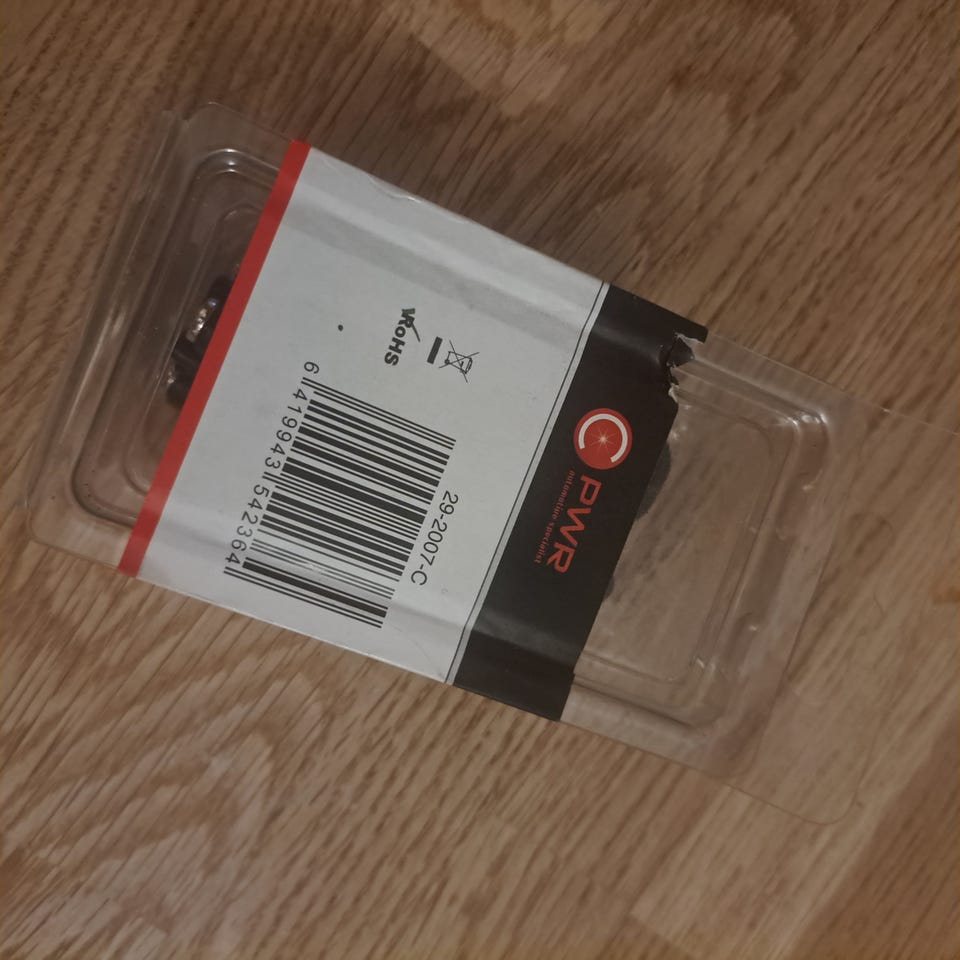 PWR
automotive specialist
RoHS
29-2007-C
6 419943 542364